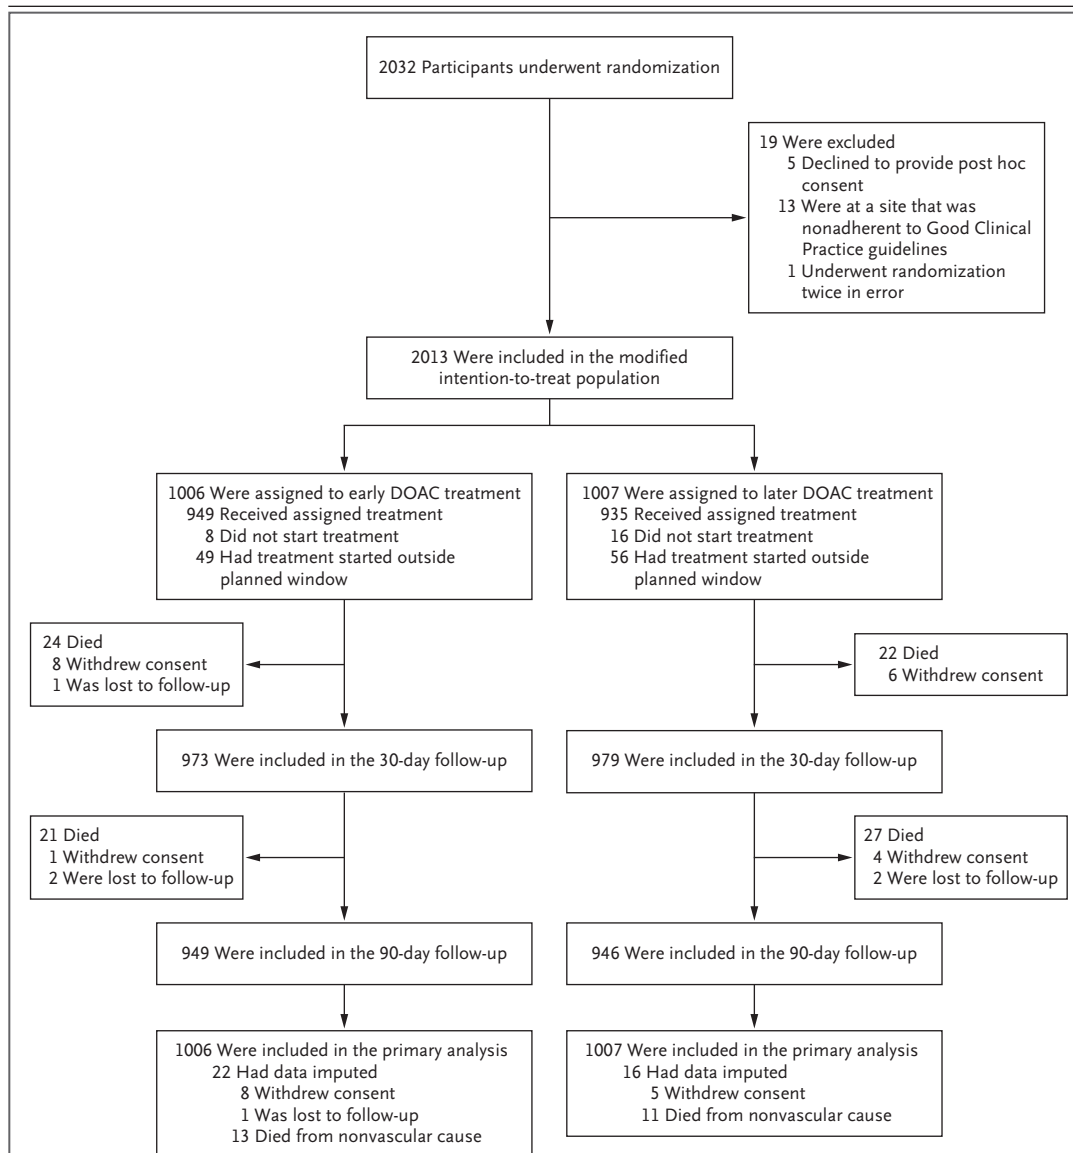 2032 Participants underwent randomization
19 Were excluded
5 Declined to provide post hoc
consent
13 Were at a site that was
nonadherent to Good Clinical
Practice guidelines
1 Underwent randomization
twice in error
2013 Were included in the modified
intention-to-treat population
1006 Were assigned to early DOAC treatment
949 Received assigned treatment
8 Did not start treatment
49 Had treatment started outside
planned window
1007 Were assigned to later DOAC treatment
935 Received assigned treatment
16 Did not start treatment
56 Had treatment started outside
planned window
24 Died
8 Withdrew consent
1 Was lost to follow-up
22 Died
6 Withdrew consent
973 Were included in the 30-day follow-up
979 Were included in the 30-day follow-up
21 Died
1 Withdrew consent
2 Were lost to follow-up
27 Died
4 Withdrew consent
2 Were lost to follow-up
949 Were included in the 90-day follow-up
946 Were included in the 90-day follow-up
1006 Were included in the primary analysis
22 Had data imputed
8 Withdrew consent
1 Was lost to follow-up
13 Died from nonvascular cause
1007 Were included in the primary analysis
16 Had data imputed
5 Withdrew consent
11 Died from nonvascular cause